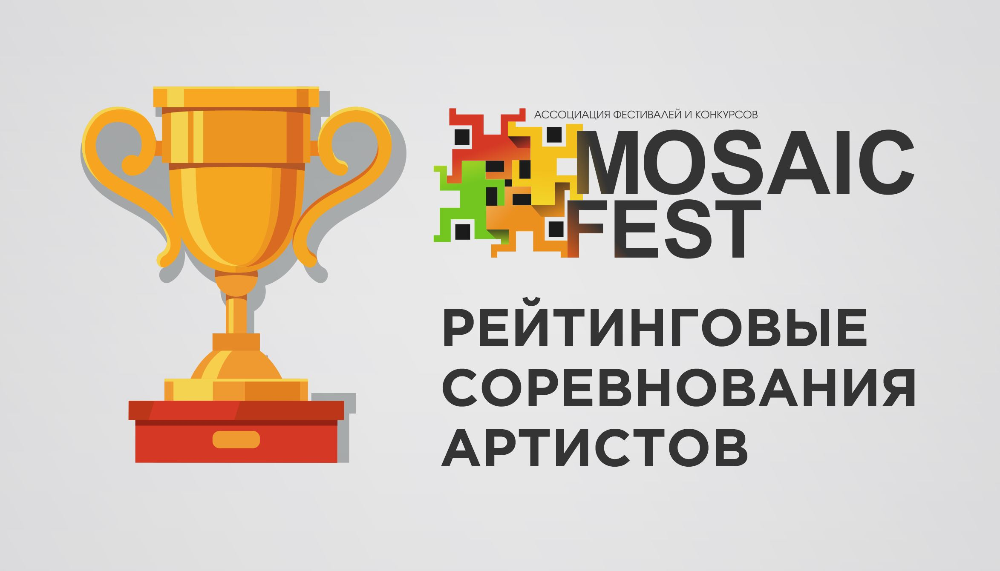 АССОЦИАЦИЯ ФЕСТИВАЛЕЙ И КОНКУРСОВ
MOSAIC
FEST
РЕЙТИНГОВЫЕ
СОРЕВНОВАНИЯ
АРТИСТОВ